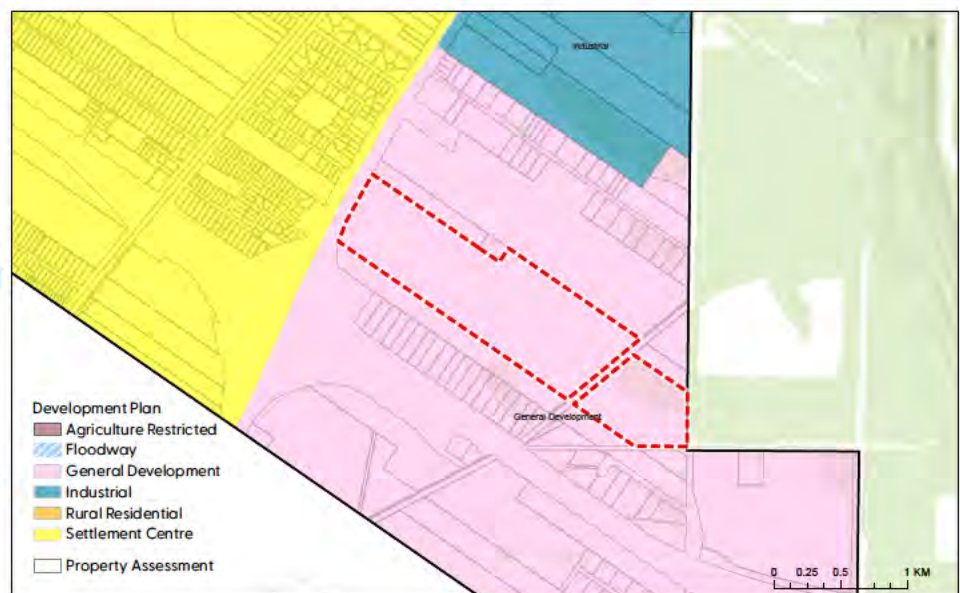 Industrial
General Development
Development Plan
Agriculture Restricted
Floodway
General Development
Industrial
Rural Residential
Settlement Centre
Property Assessment
0 0.25 0.5 1 KM